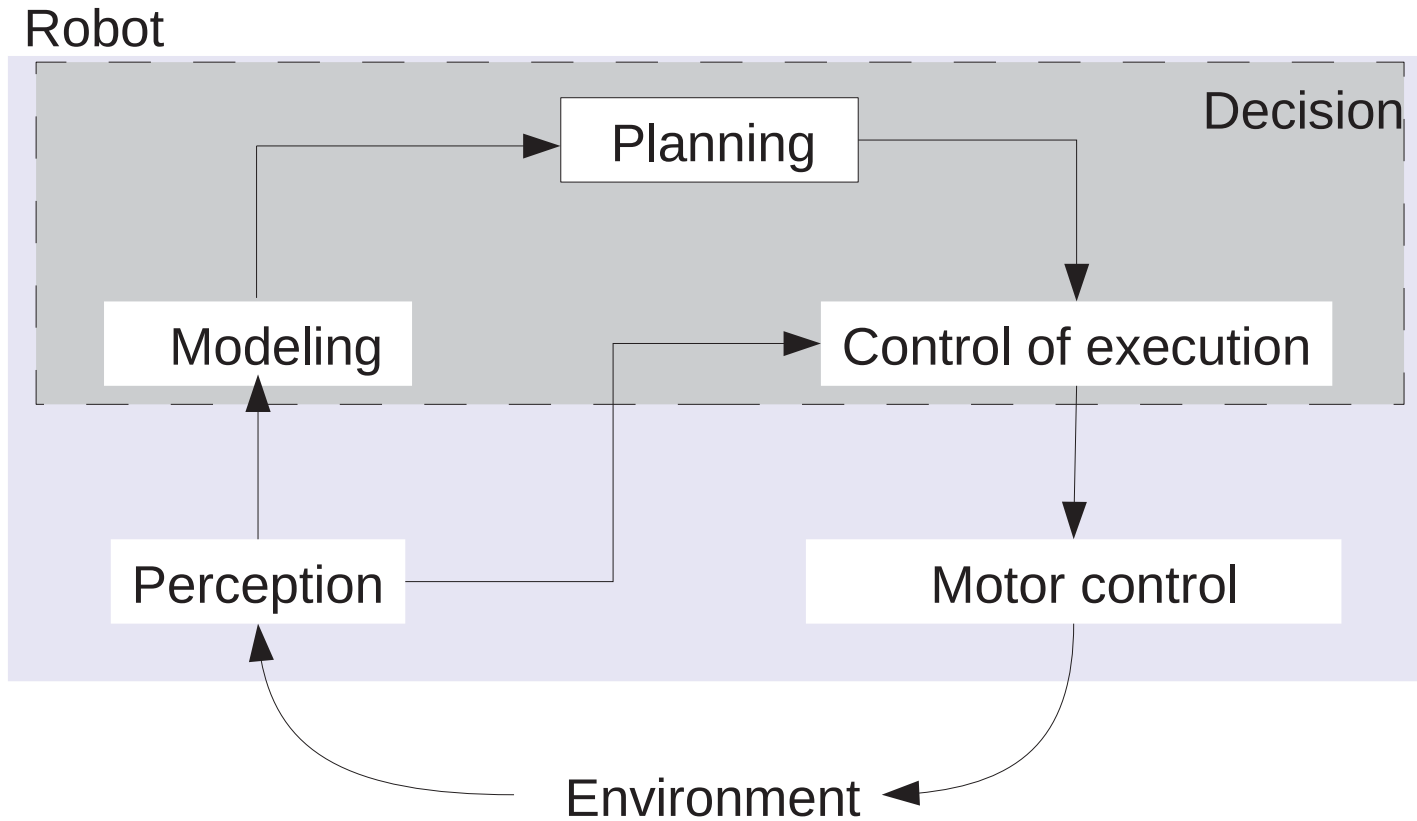 Robot
Decision
Planning
Modeling
Control of execution
Perception
Motor control
Environment